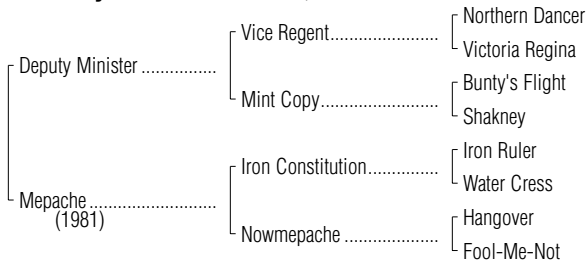 Northern Dancer
Vice Regent.......................
Victoria Regina
Deputy Minister ................
Bunty's Flight
Mint Copy.........................
Shakney
Iron Ruler
Iron Constitution...............
Water Cress
Mepache ...........................
(1981)
Hangover
Nowmepache ....................
Fool-Me-Not